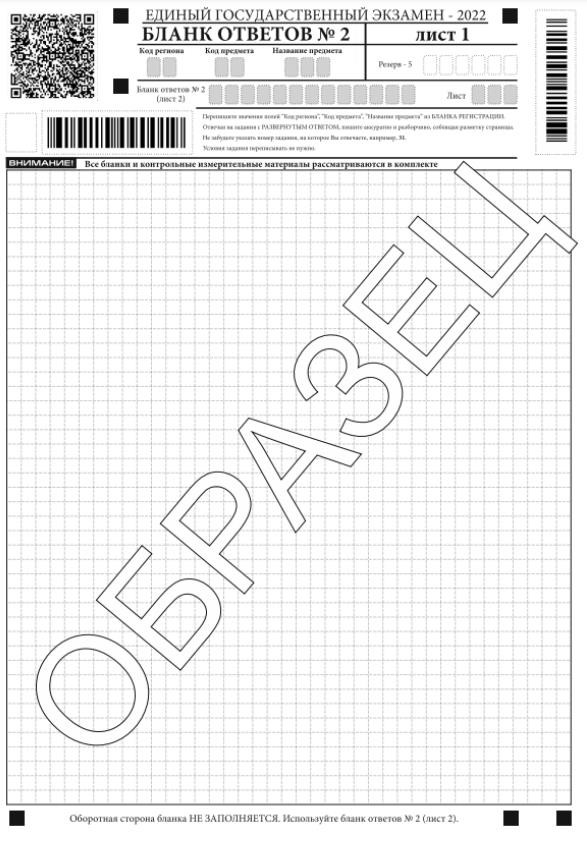 ЕДИНЫЙ ГОСУДАРСТВЕННЫЙ ЭКЗАМЕН - 2022
БЛАНК ОТВЕТОВ № 2
лист 1
Код региона
Код предмета
Название предмета
Резерв - 5
Бланк ответов № 2
(лист 2)
Лист
Перепишите значения полей "Код региона", "Код предмета", "Название предмета" из БЛАНКА РЕГИСТРАЦИИ.
Отвечая на задания с РАЗВЕРНУТЫМ ОТВЕТОМ, пишите аккуратно и разборчиво, соблюдая разметку страницы.
Не забудьте указать номер задания, на которое Вы отвечаете, например, 31.
Условия задания переписывать не нужно.
ВНИМАНИЕ! Все бланки и контрольные измерительные материалы рассматриваются в комплекте
ОБРАЗЕЦ
Оборотная сторона бланка НЕ ЗАПОЛНЯЕТСЯ. Используйте бланк ответов № 2 (лист 2).